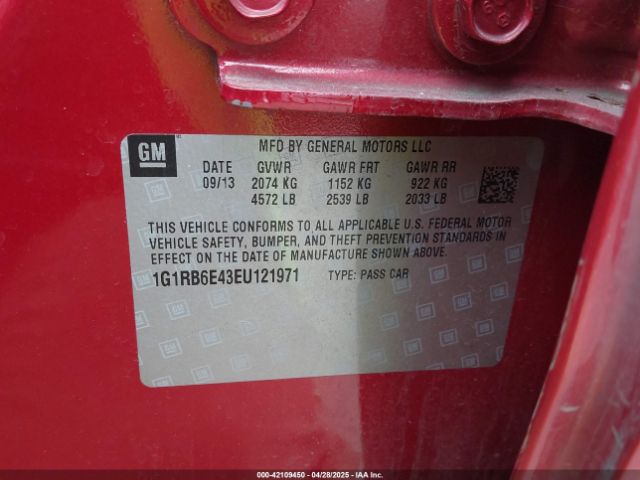 GM
MFD BY GENERAL MOTORS LLC
DATE GVWR GAWR FRT GAWR RR
09/13 2074 KG 1152 KG 922 KG
4572 LB 2539 LB 2033 LB
THIS VEHICLE CONFORMS TO ALL APPLICABLE U.S. FEDERAL MOTOR
VEHICLE SAFETY, BUMPER, AND THEFT PREVENTION STANDARDS IN
EFFECT ON THE DATE OF MANUFACTURE SHOWN ABOVE.
1G1RB6E43EU121971 TYPE: PASS CAR
000-42109450 - 04/28/2025 - IAA Inc.